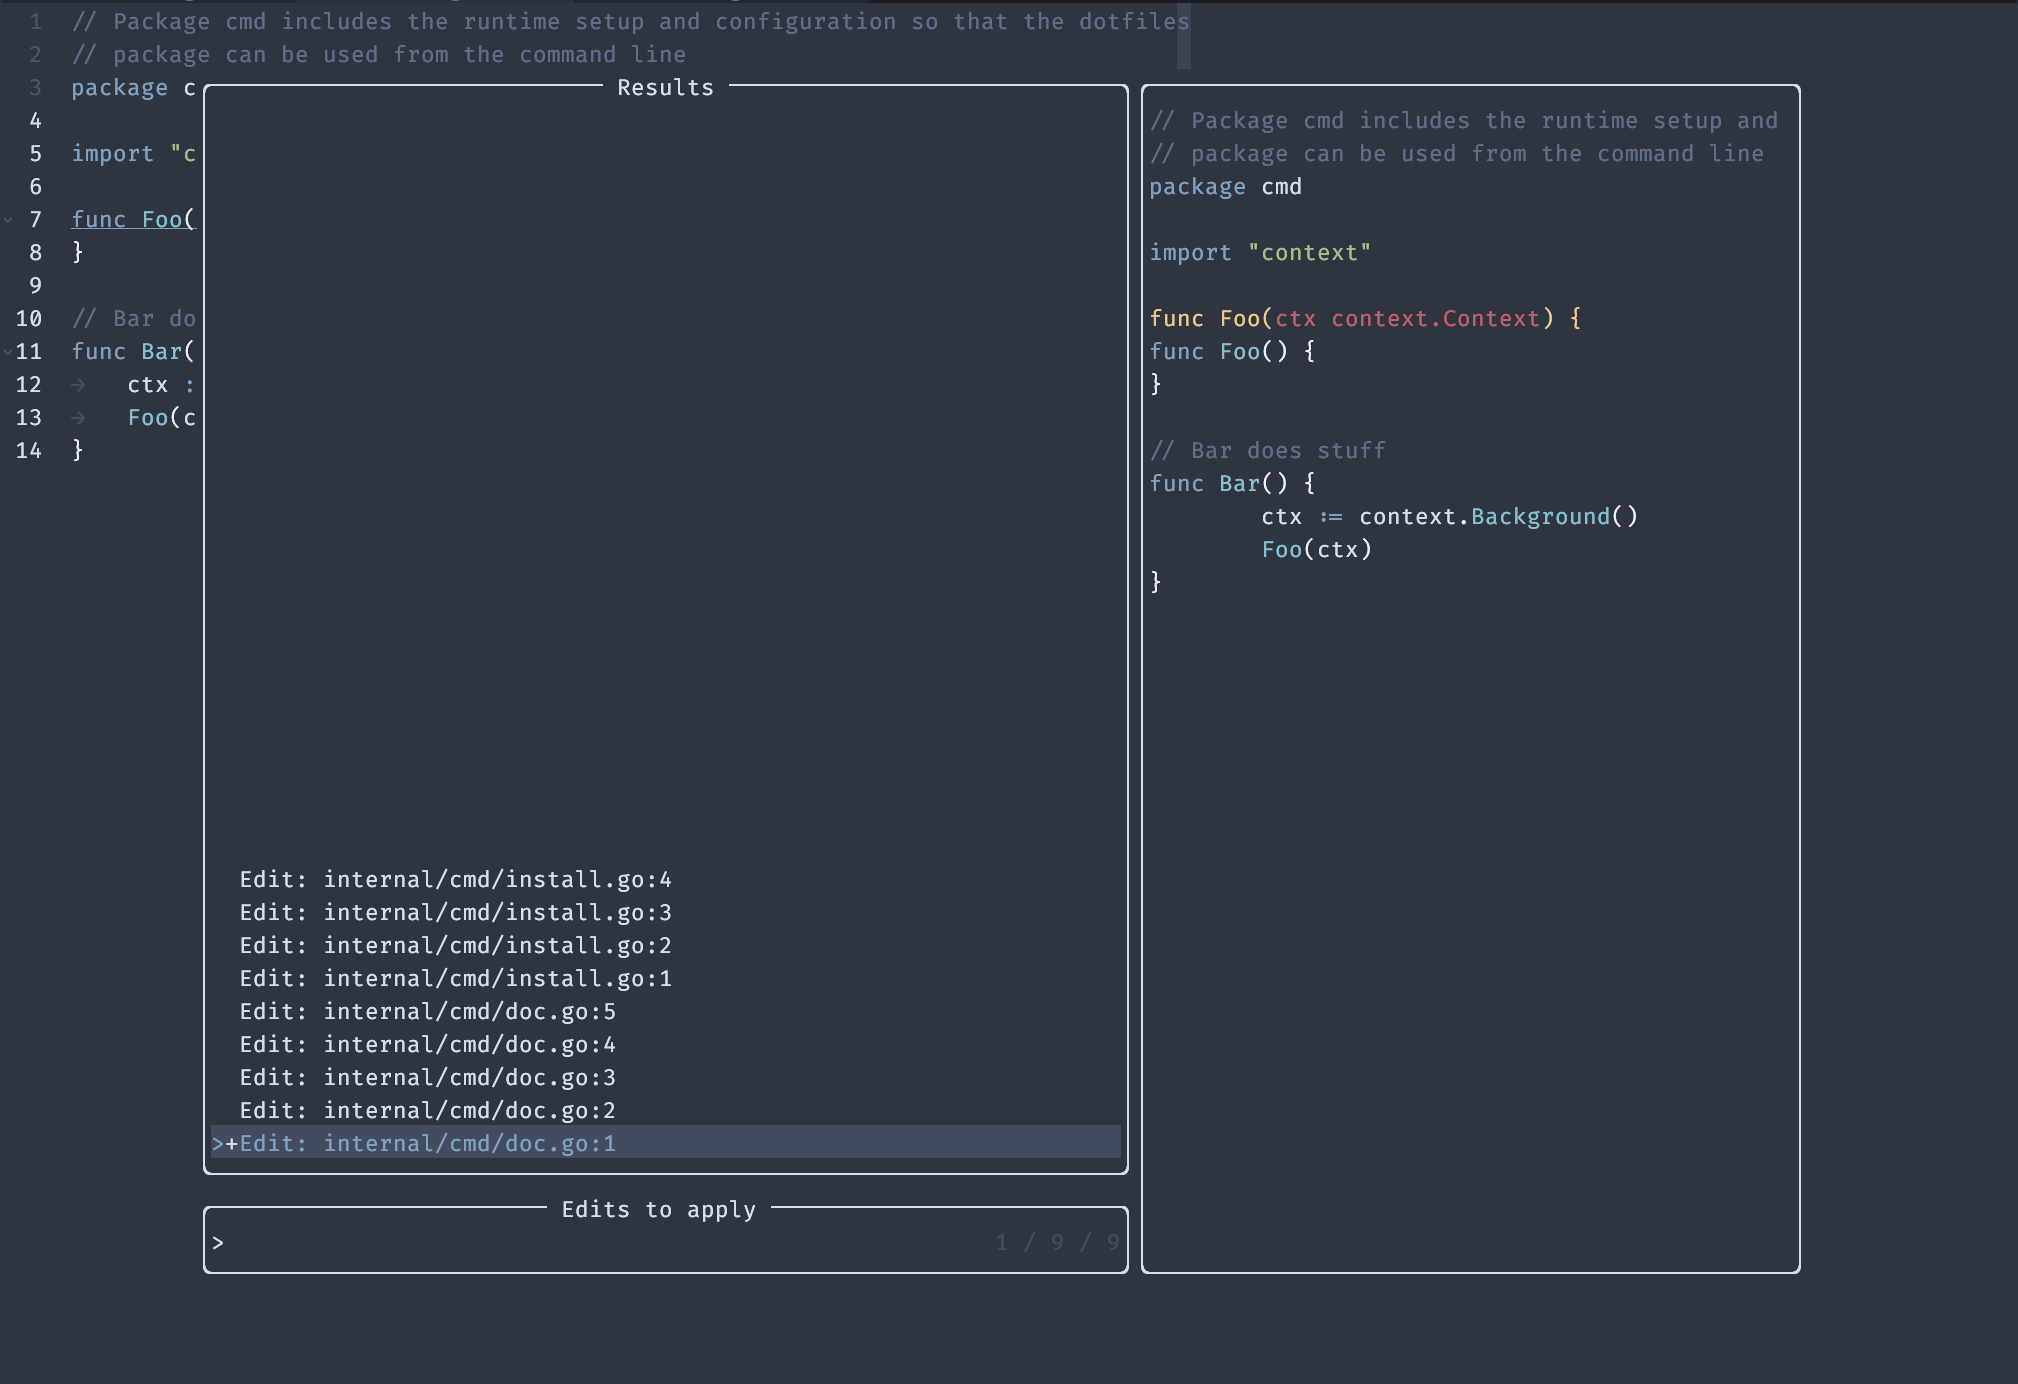 1 // Package cmd includes the runtime setup and configuration so that the dotfiles
2 // package can be used from the command line
3 package c
4
5 import "c
6
7 func Foo(
8 }
9
10 // Bar do
11 func Bar(
12 → ctx :
13 → Foo(c
14 }
Results
Edit: internal/cmd/install.go:4
Edit: internal/cmd/install.go:3
Edit: internal/cmd/install.go:2
Edit: internal/cmd/install.go:1
Edit: internal/cmd/doc.go:5
Edit: internal/cmd/doc.go:4
Edit: internal/cmd/doc.go:3
Edit: internal/cmd/doc.go:2
>+Edit: internal/cmd/doc.go:1
Edits to apply
> 1 / 9 / 9
// Package cmd includes the runtime setup and
// package can be used from the command line
package cmd
import "context"
func Foo(ctx context.Context) {
func Foo() {
}
// Bar does stuff
func Bar() {
ctx := context.Background()
Foo(ctx)
}